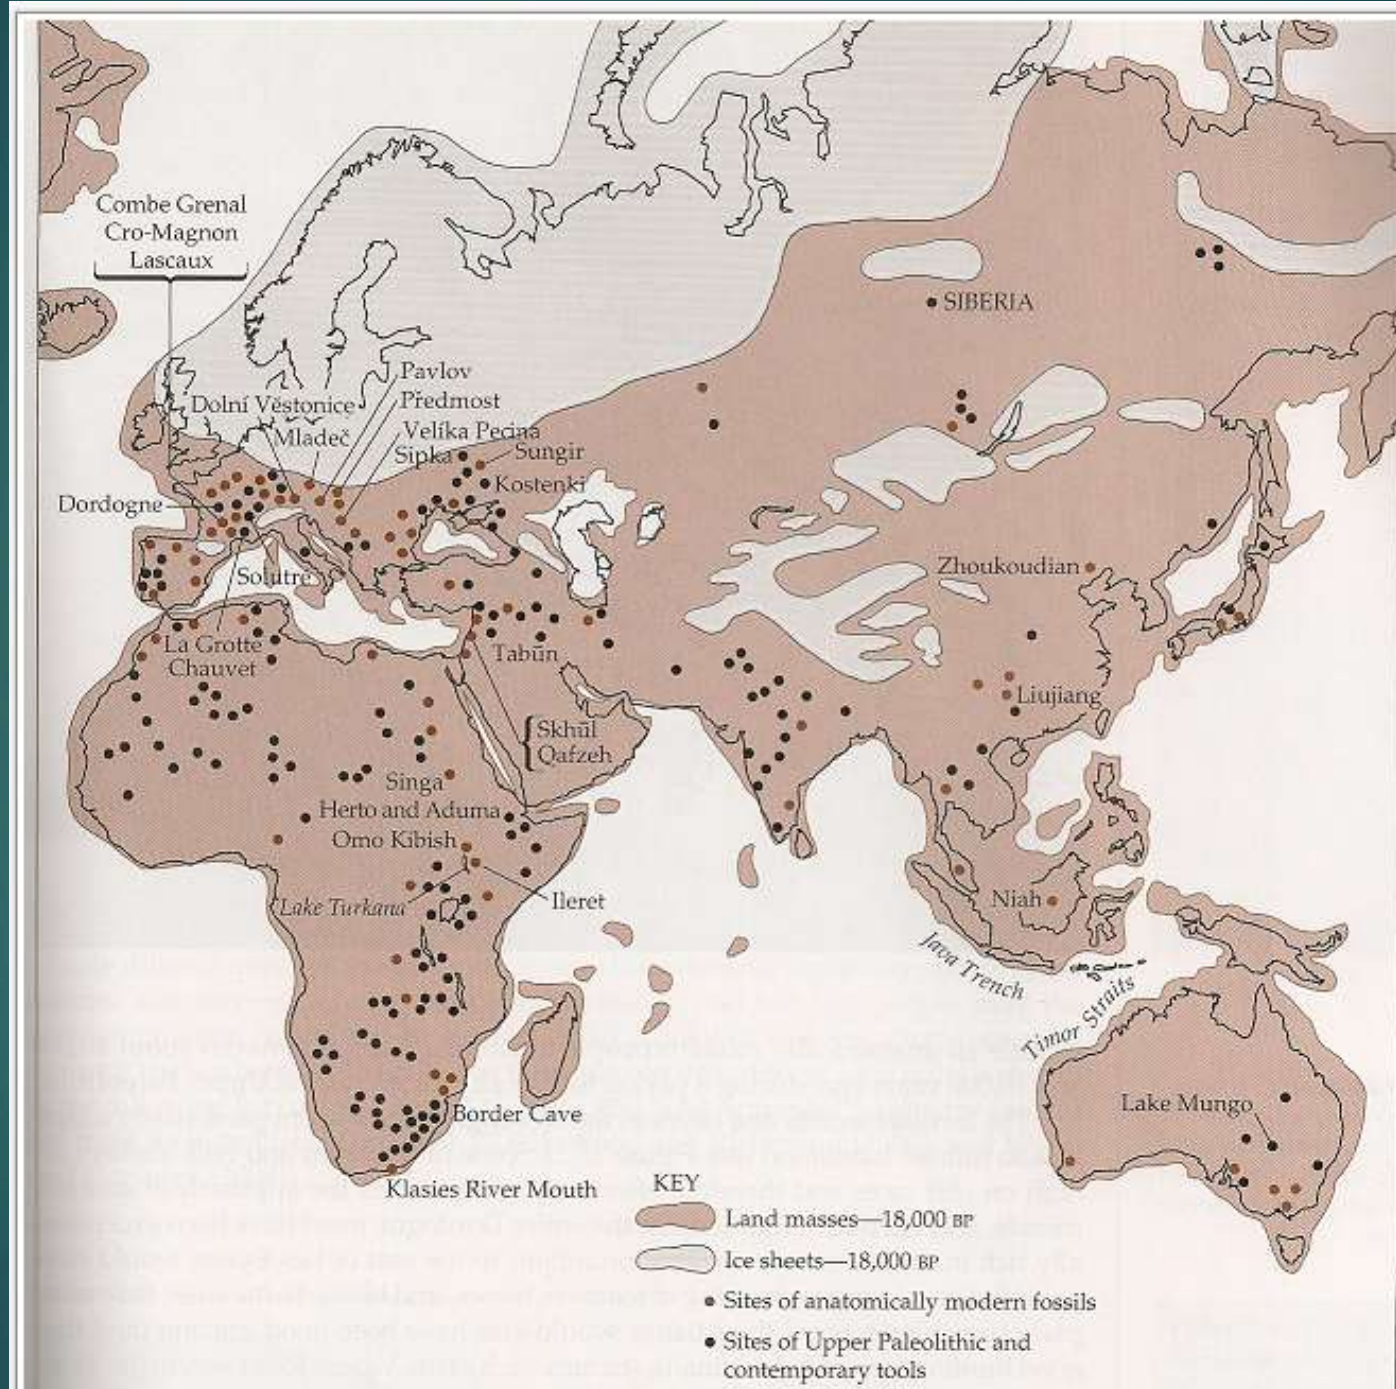 Combe Grenal
Cro-Magnon
Lascaux
SIBERIA
Pavlov
Dolní Věstonice
Předmost
Mladeč
Velíka Pecina
Sipka
Sungir
Kostenki
Dordogne
Zhoukoudian
Solutré
La Grotte
Chauvet
Tabūn
Liujiang
Skhūl
Qafzeh
Singa
Herto and Aduma
Omo Kibish
Lake Turkana
Ileret
Niah
Java Trench
Timor Straits
Lake Mungo
Border Cave
Klasies River Mouth
KEY
Land masses—18,000 BP
Ice sheets—18,000 BP
Sites of anatomically modern fossils
Sites of Upper Paleolithic and
contemporary tools